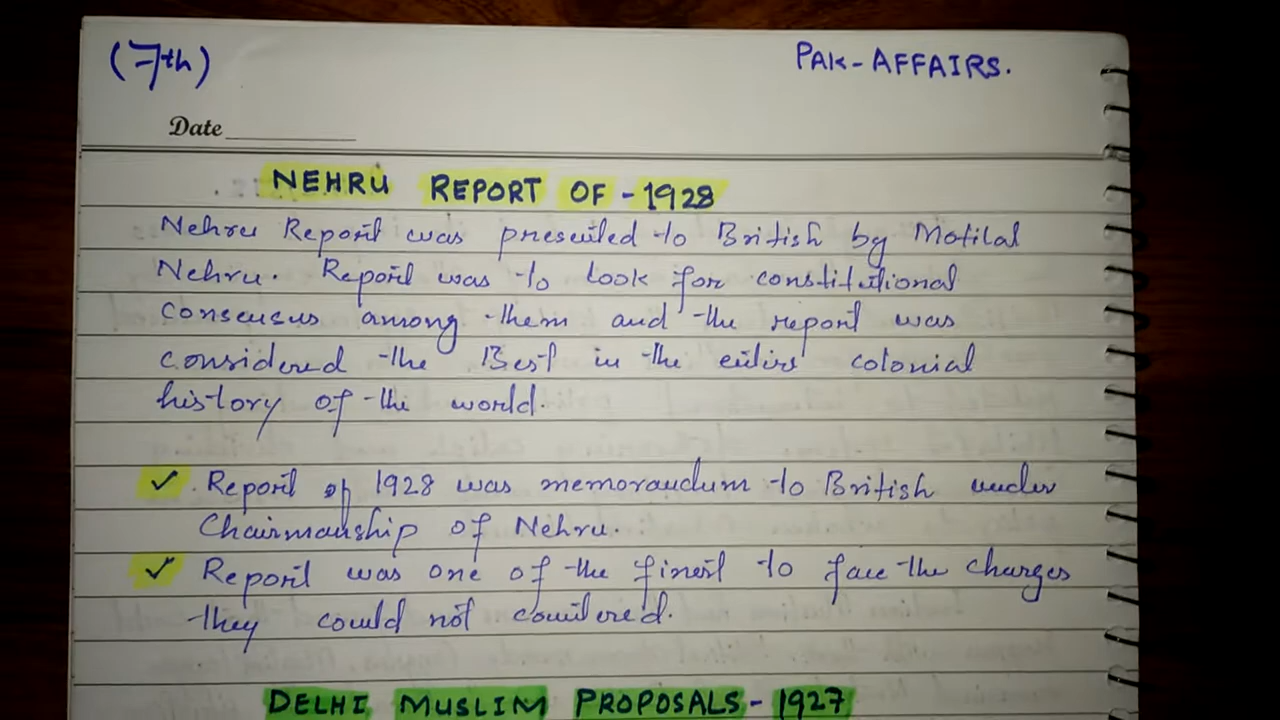 (7th)
PAK-AFFAIRS.
Date
NEHRU REPORT OF - 1928
Nehru Report was presented to British by Motilal
Nehru. Report was to look for constitutional
consensus among them and the report was
considered the Best in the entire colonial
history of the world.
✓ Report of 1928 was memorandum to British under
Chairmanship of Nehru.
✓ Report was one of the finest to face the charges
they could not countered.
DELHI MUSLIM PROPOSALS - 1927